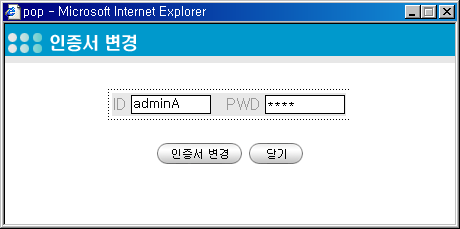 pop - Microsoft Internet Explorer
인증서 변경
ID adminA PWD ****
인증서 변경 닫기